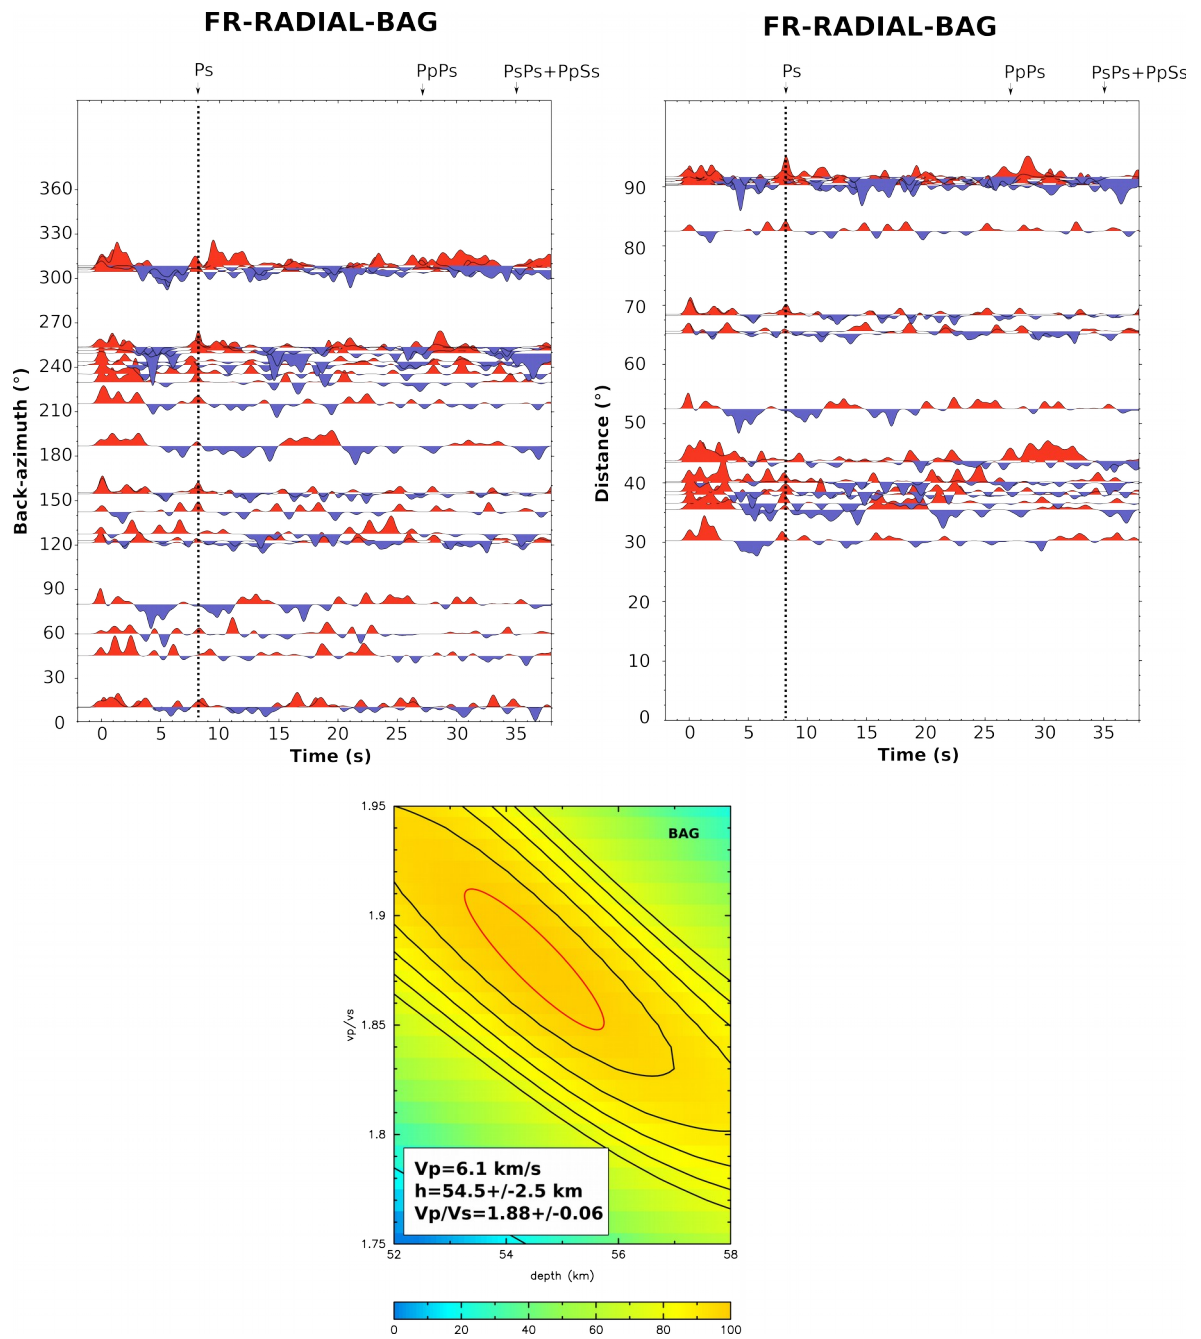 FR-RADIAL-BAG
Ps PpPs PsPs+PpSs
360
330
300
270
240
210
180
150
120
90
60
30
0
Back-azimuth (°)
0 5 10 15 20 25 30 35
Time (s)
FR-RADIAL-BAG
Ps PpPs PsPs+PpSs
90
80
70
60
50
40
30
20
10
0
Distance (°)
0 5 10 15 20 25 30 35
Time (s)
1.95
1.9
1.85
1.8
1.75
vp/vs
BAG
Vp=6.1 km/s
h=54.5+/-2.5 km
Vp/Vs=1.88+/-0.06
52 54 56 58
depth (km)
0 20 40 60 80 100